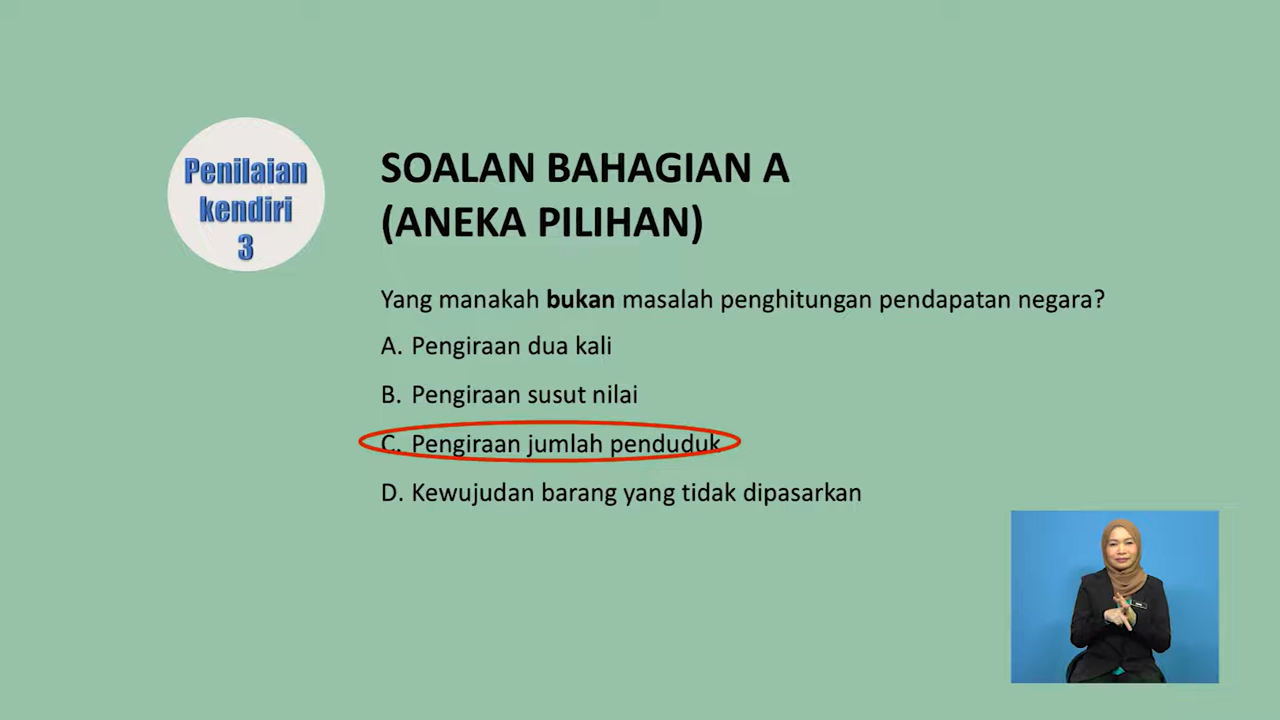 Penilaian
kendiri
3
SOALAN BAHAGIAN A
(ANEKA PILIHAN)
Yang manakah bukan masalah penghitungan pendapatan negara?
A. Pengiraan dua kali
B. Pengiraan susut nilai
C. Pengiraan jumlah penduduk
D. Kewujudan barang yang tidak dipasarkan